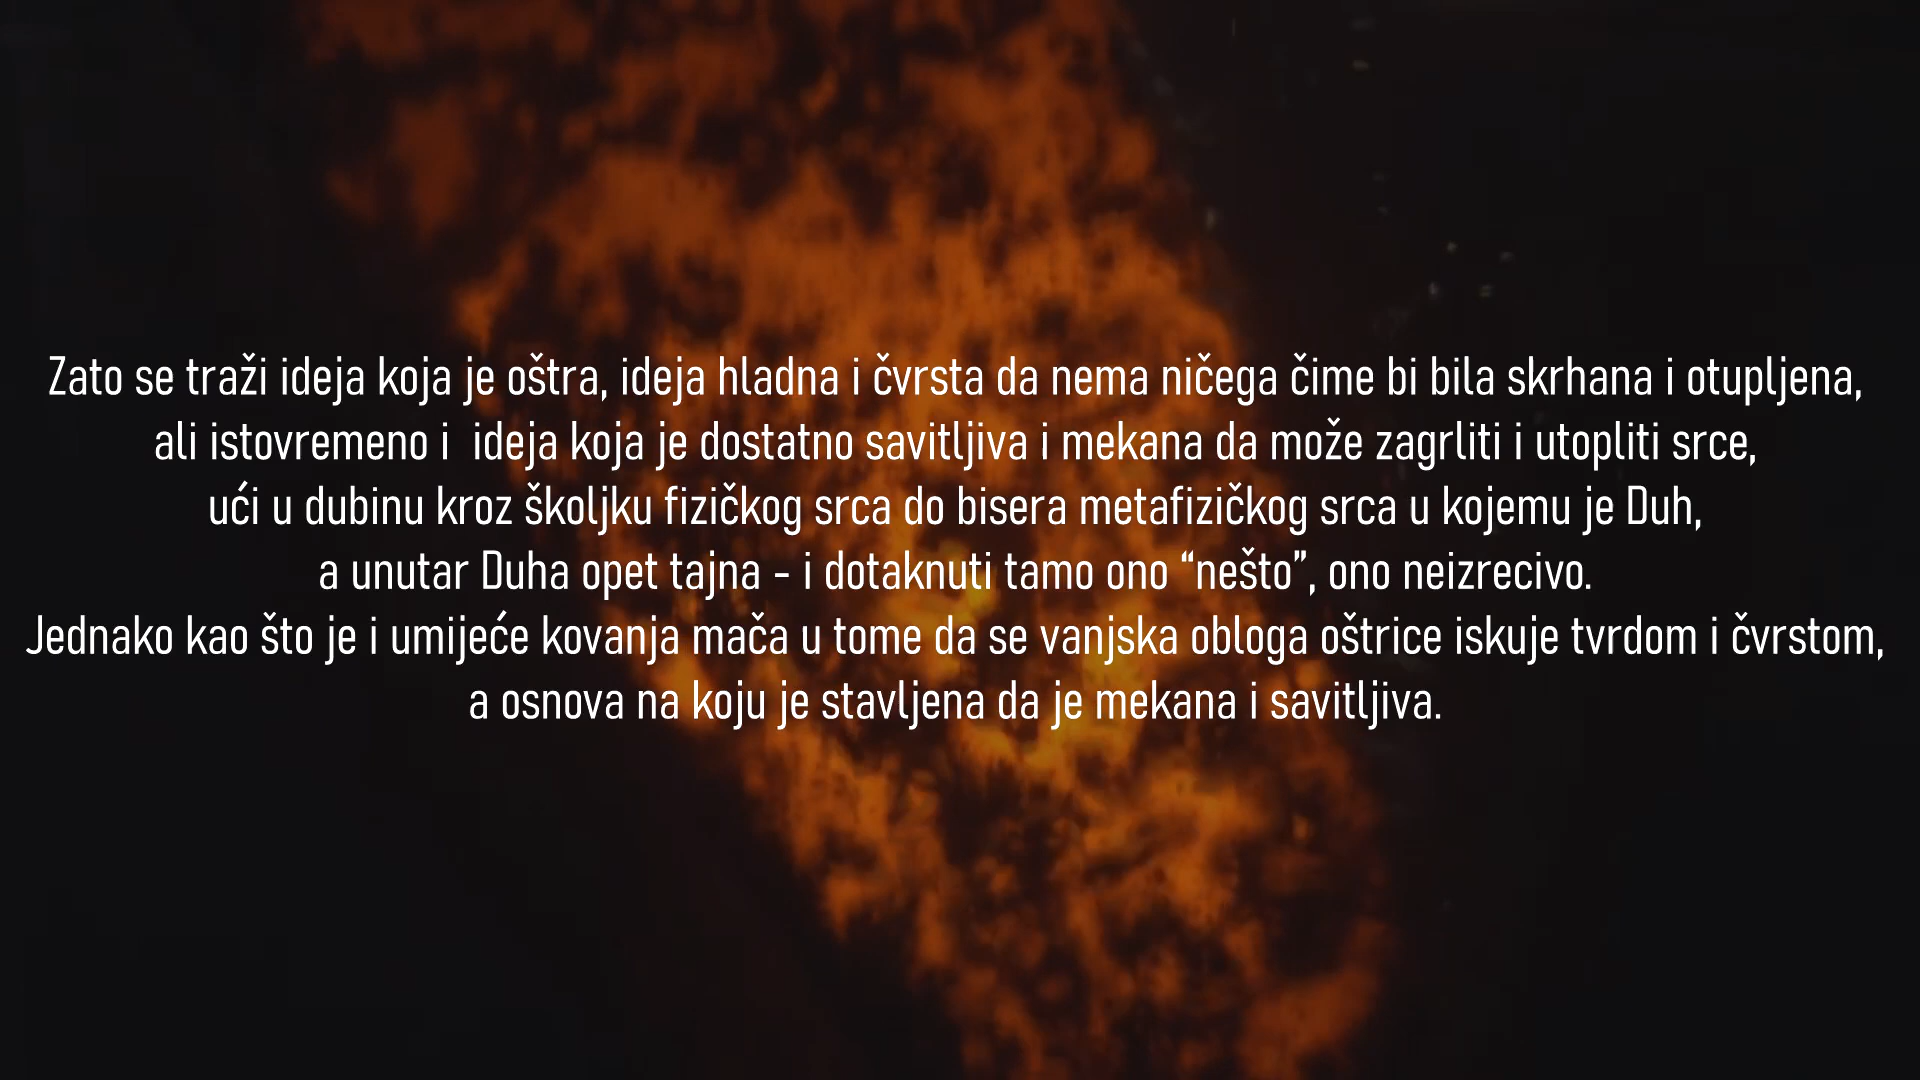 Zato se traži ideja koja je oštra, ideja hladna i čvrsta da nema ničega čime bi bila skrhana i otupljena,
ali istovremeno i  ideja koja je dostatno savitljiva i mekana da može zagrliti i utopliti srce,
ući u dubinu kroz školjku fizičkog srca do bisera metafizičkog srca u kojemu je Duh,
a unutar Duha opet tajna - i dotaknuti tamo ono “nešto”, ono neizrecivo.
Jednako kao što je i umijeće kovanja mača u tome da se vanjska obloga oštrice iskuje tvrdom i čvrstom,
a osnova na koju je stavljena da je mekana i savitljiva.